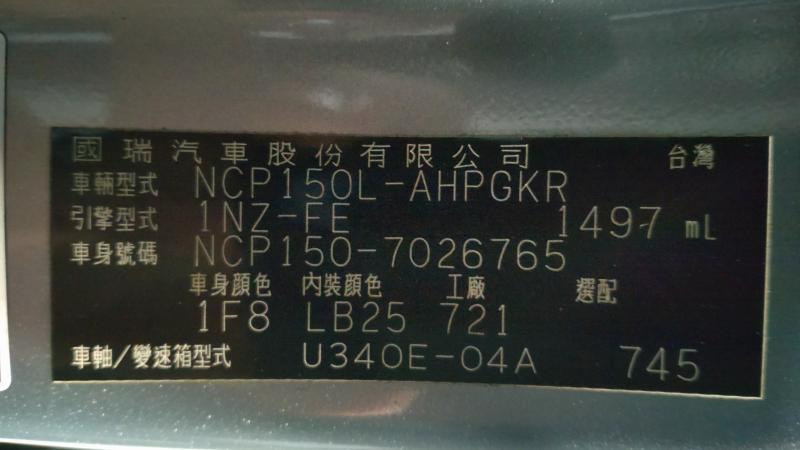 國瑞汽車股份有限公司 台灣
車輛型式 NCP150L-AHPGKR
引擎型式 1NZ-FE 1497 mL
車身號碼 NCP150-7026765
車身顏色 內裝顏色 工廠 選配
1F8 LB25 721
車軸/變速箱型式 U340E-04A 745